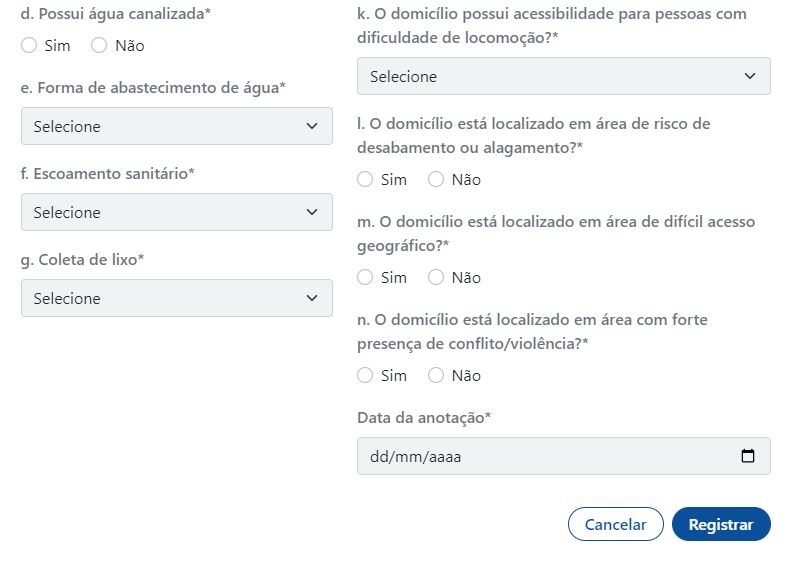 d. Possui água canalizada*
Sim Não
e. Forma de abastecimento de água*
Selecione
f. Escoamento sanitário*
Selecione
g. Coleta de lixo*
Selecione
k. O domicílio possui acessibilidade para pessoas com
dificuldade de locomoção?*
Selecione
l. O domicílio está localizado em área de risco de
desabamento ou alagamento?*
Sim Não
m. O domicílio está localizado em área de difícil acesso
geográfico?*
Sim Não
n. O domicílio está localizado em área com forte
presença de conflito/violência?*
Sim Não
Data da anotação*
dd/mm/aaaa
Cancelar Registrar